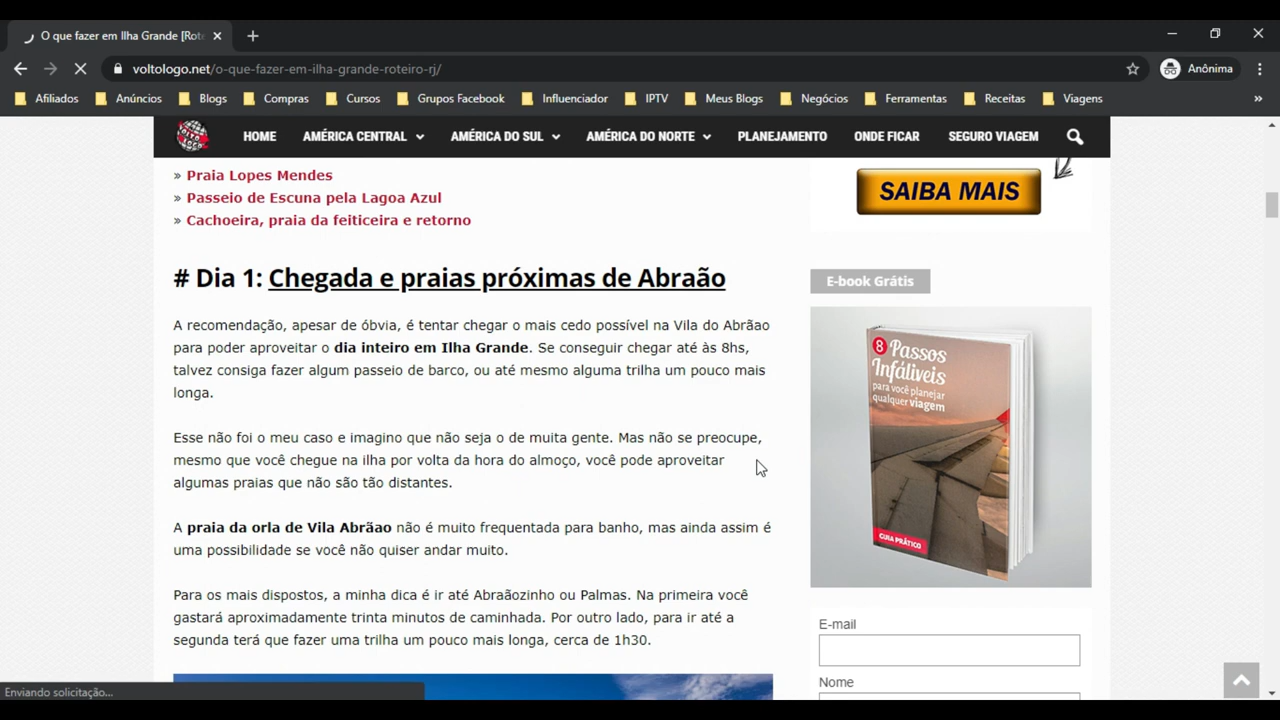 O que fazer em Ilha Grande [Rote
voltologo.net/o-que-fazer-em-ilha-grande-roteiro-rj/
Anônima
Afiliados Anúncios Blogs Compras Cursos Grupos Facebook Influenciador IPTV Meus Blogs Negócios Ferramentas Receitas Viagens »
HOME AMÉRICA CENTRAL AMÉRICA DO SUL AMÉRICA DO NORTE PLANEJAMENTO ONDE FICAR SEGURO VIAGEM
» Praia Lopes Mendes
» Passeio de Escuna pela Lagoa Azul
» Cachoeira, praia da feiticeira e retorno
# Dia 1: Chegada e praias próximas de Abraão
A recomendação, apesar de óbvia, é tentar chegar o mais cedo possível na Vila do Abrãao
para poder aproveitar o dia inteiro em Ilha Grande. Se conseguir chegar até às 8hs,
talvez consiga fazer algum passeio de barco, ou até mesmo alguma trilha um pouco mais
longa.
Esse não foi o meu caso e imagino que não seja o de muita gente. Mas não se preocupe,
mesmo que você chegue na ilha por volta da hora do almoço, você pode aproveitar
algumas praias que não são tão distantes.
A praia da orla de Vila Abrãao não é muito frequentada para banho, mas ainda assim é
uma possibilidade se você não quiser andar muito.
Para os mais dispostos, a minha dica é ir até Abraãozinho ou Palmas. Na primeira você
gastará aproximadamente trinta minutos de caminhada. Por outro lado, para ir até a
segunda terá que fazer uma trilha um pouco mais longa, cerca de 1h30.
SAIBA MAIS
E-book Grátis
8 Passos
Infalíveis
para você planejar
qualquer viagem
GUIA PRÁTICO
E-mail
Nome
Enviando solicitação...